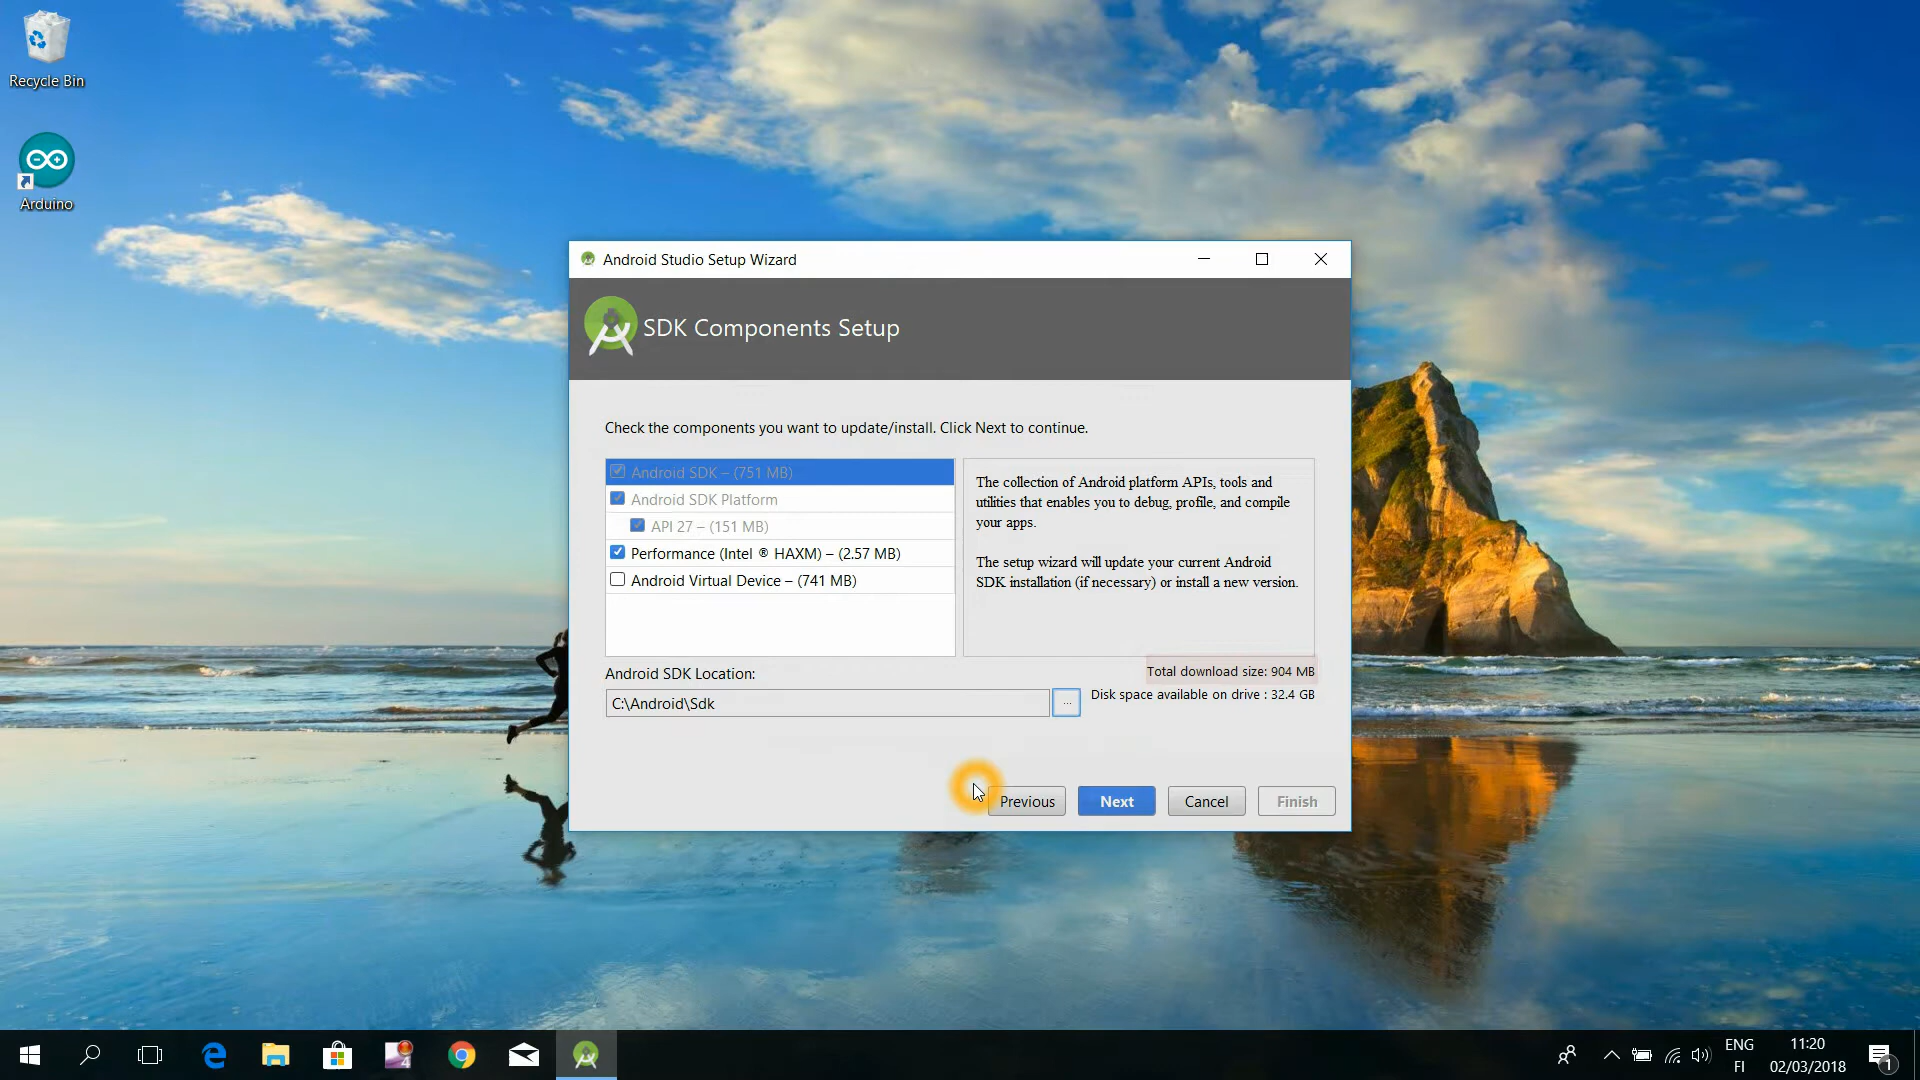 Recycle Bin
Arduino
Android Studio Setup Wizard
SDK Components Setup
Check the components you want to update/install. Click Next to continue.
Android SDK – (751 MB)
Android SDK Platform
API 27 – (151 MB)
Performance (Intel ® HAXM) – (2.57 MB)
Android Virtual Device – (741 MB)
The collection of Android platform APIs, tools and
utilities that enables you to debug, profile, and compile
your apps.
The setup wizard will update your current Android
SDK installation (if necessary) or install a new version.
Android SDK Location:
Total download size: 904 MB
Disk space available on drive : 32.4 GB
C:\Android\Sdk
...
Previous
Next
Cancel
Finish
4
ENG
FI
11:20
02/03/2018
1